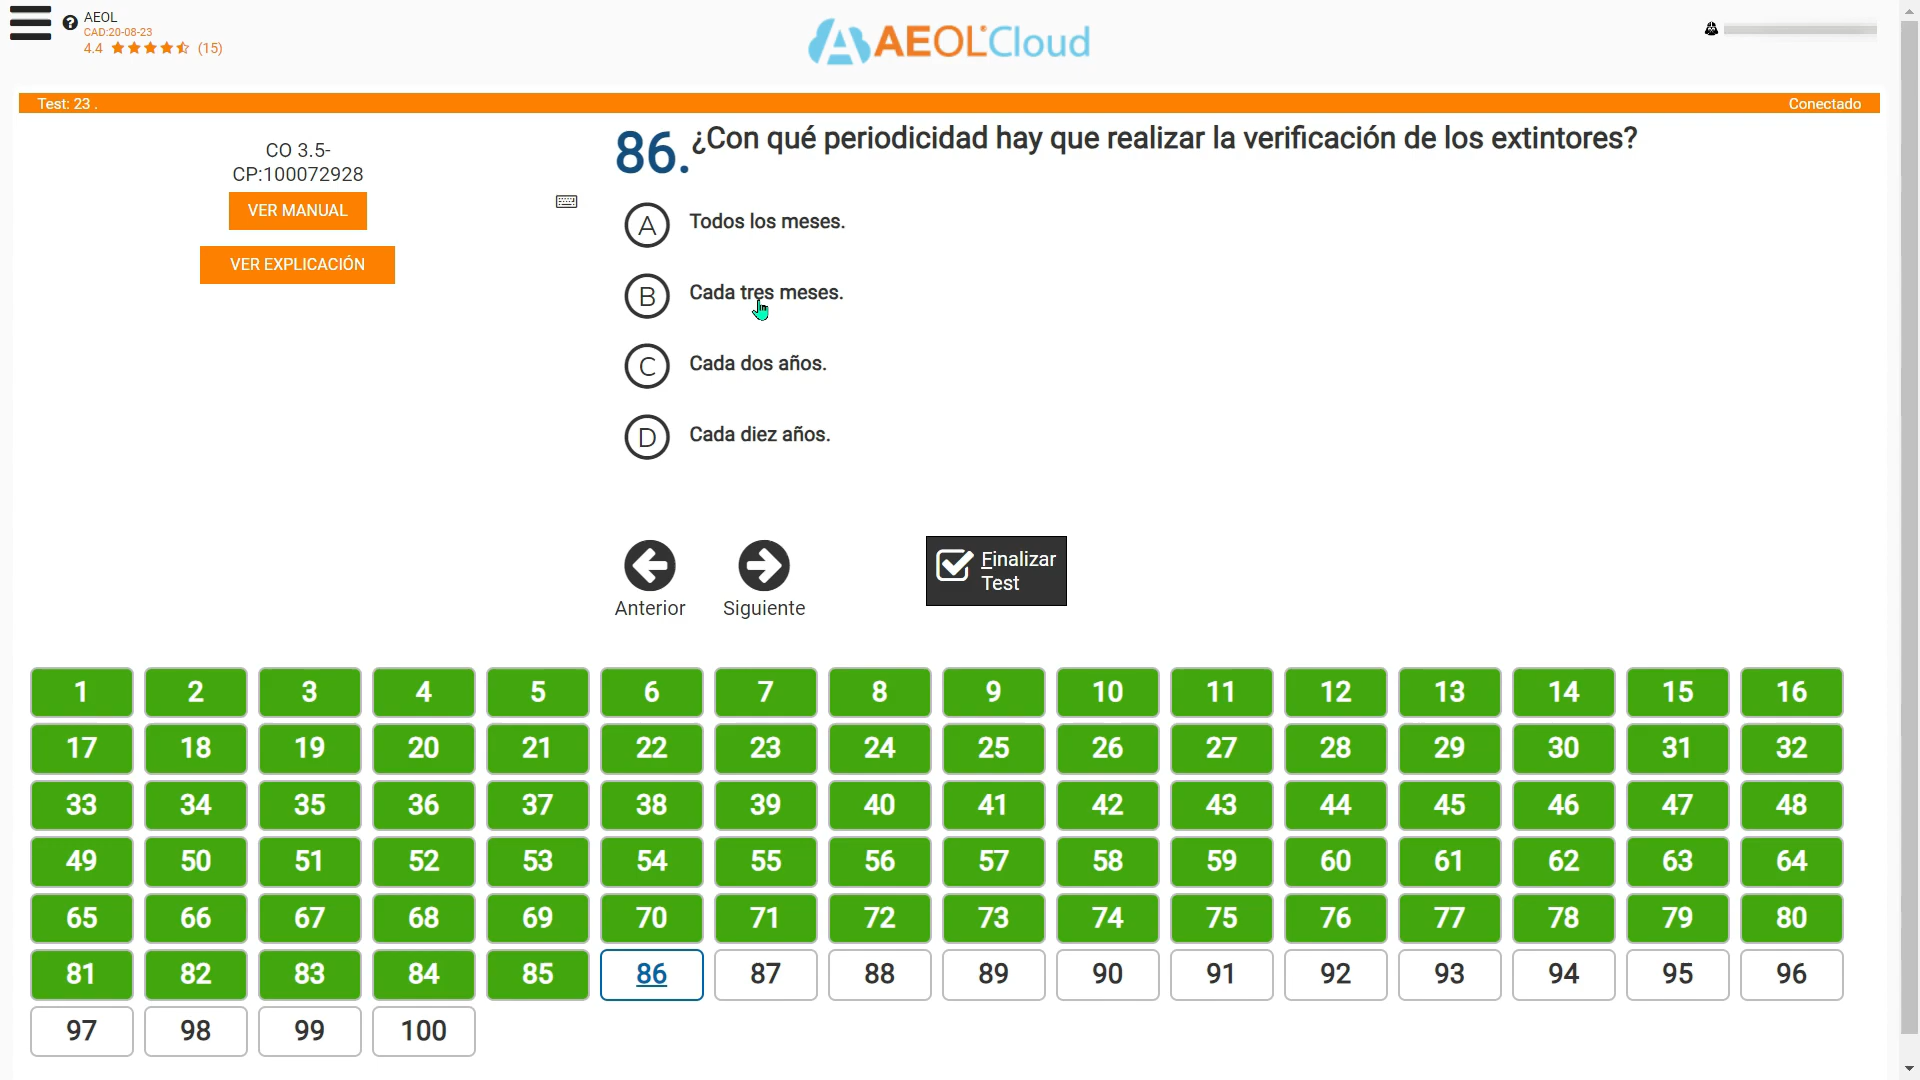 AEOL
CAD:20-08-23
4.4 (15)
AEOL Cloud
Test: 23 .
Conectado
CO 3.5-
CP:100072928
VER MANUAL
VER EXPLICACIÓN
86. ¿Con qué periodicidad hay que realizar la verificación de los extintores?
A Todos los meses.
B Cada tres meses.
C Cada dos años.
D Cada diez años.
Anterior
Siguiente
Finalizar
Test
1 2 3 4 5 6 7 8 9 10 11 12 13 14 15 16
17 18 19 20 21 22 23 24 25 26 27 28 29 30 31 32
33 34 35 36 37 38 39 40 41 42 43 44 45 46 47 48
49 50 51 52 53 54 55 56 57 58 59 60 61 62 63 64
65 66 67 68 69 70 71 72 73 74 75 76 77 78 79 80
81 82 83 84 85 86 87 88 89 90 91 92 93 94 95 96
97 98 99 100